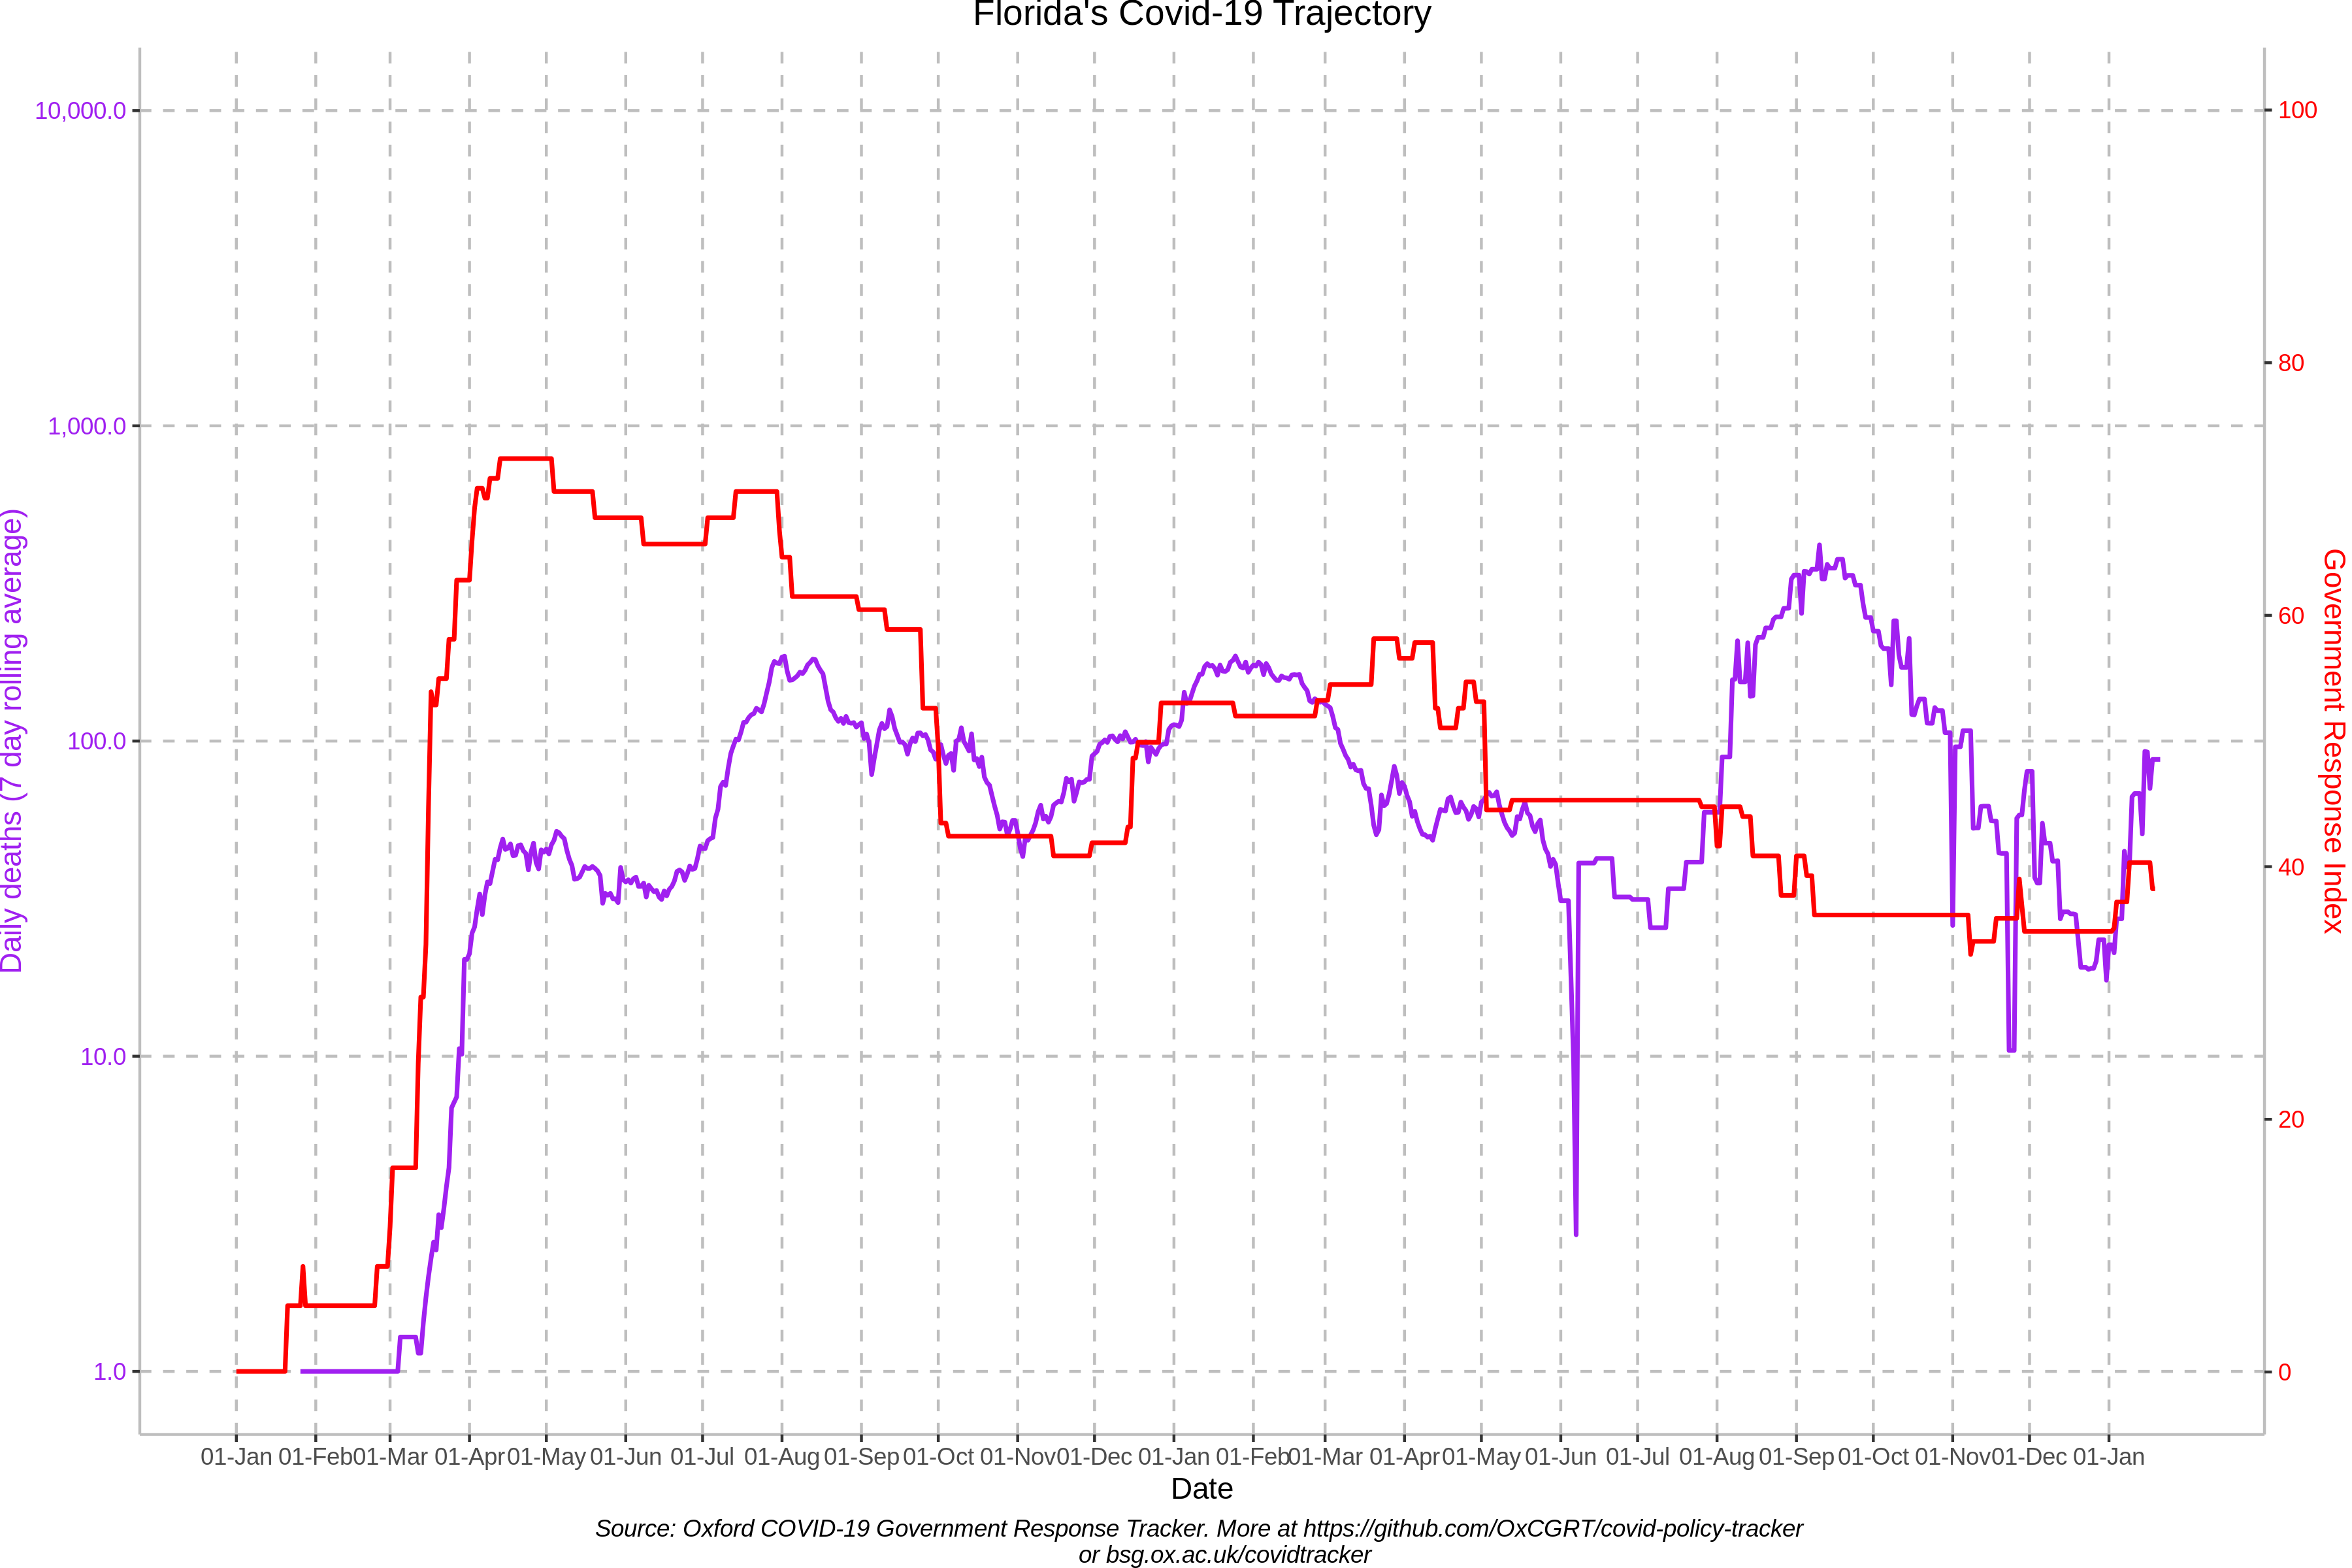 Florida's Covid-19 Trajectory
10,000.0
1,000.0
100.0
10.0
1.0
Daily deaths (7 day rolling average)
100
80
60
40
20
0
Government Response Index
01-Jan 01-Feb 01-Mar 01-Apr 01-May 01-Jun 01-Jul 01-Aug 01-Sep 01-Oct 01-Nov 01-Dec 01-Jan 01-Feb 01-Mar 01-Apr 01-May 01-Jun 01-Jul 01-Aug 01-Sep 01-Oct 01-Nov 01-Dec 01-Jan
Date
Source: Oxford COVID-19 Government Response Tracker. More at https://github.com/OxCGRT/covid-policy-tracker
or bsg.ox.ac.uk/covidtracker